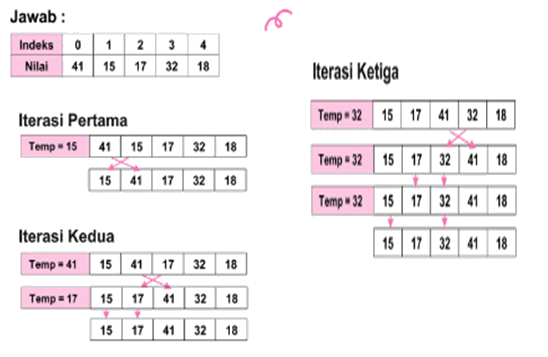 Jawab :
Indeks 0 1 2 3 4
Nilai 41 15 17 32 18
Iterasi Pertama
Temp = 15 41 15 17 32 18
15 41 17 32 18
Iterasi Kedua
Temp = 41 15 41 17 32 18
Temp = 17 15 17 41 32 18
15 17 41 32 18
Iterasi Ketiga
Temp = 32 15 17 41 32 18
Temp = 32 15 17 32 41 18
Temp = 32 15 17 32 41 18
15 17 32 41 18